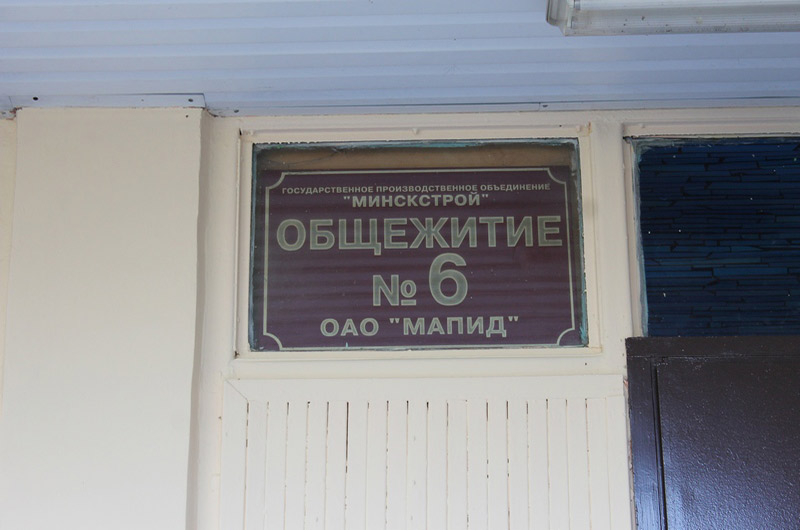 ГОСУДАРСТВЕННОЕ ПРОИЗВОДСТВЕННОЕ ОБЪЕДИНЕНИЕ
"МИНСКСТРОЙ"
ОБЩЕЖИТИЕ
№ 6
ОАО "МАПИД"